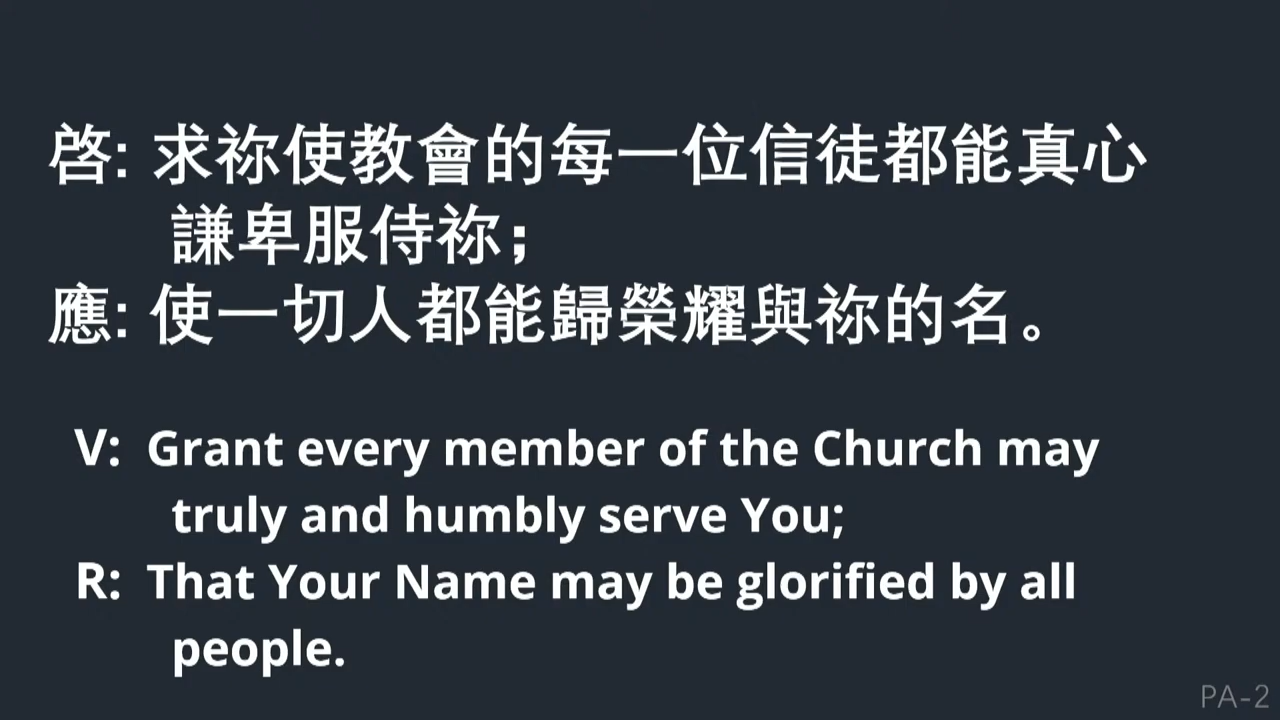 啓: 求祢使教會的每一位信徒都能真心
謙卑服侍祢；
應: 使一切人都能歸榮耀與祢的名。
V: Grant every member of the Church may
truly and humbly serve You;
R: That Your Name may be glorified by all
people.
PA-2